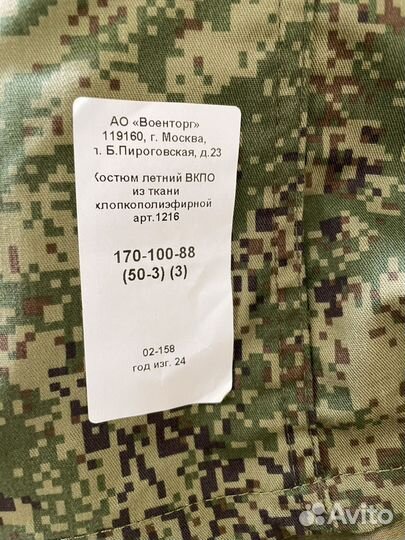 АО «Военторг»
119160, г. Москва,
л. Б.Пироговская, д.23
Костюм летний ВКПО
из ткани
хлопкополиэфирной
арт.1216
170-100-88
(50-3) (3)
02-158
год изг. 24
Avito